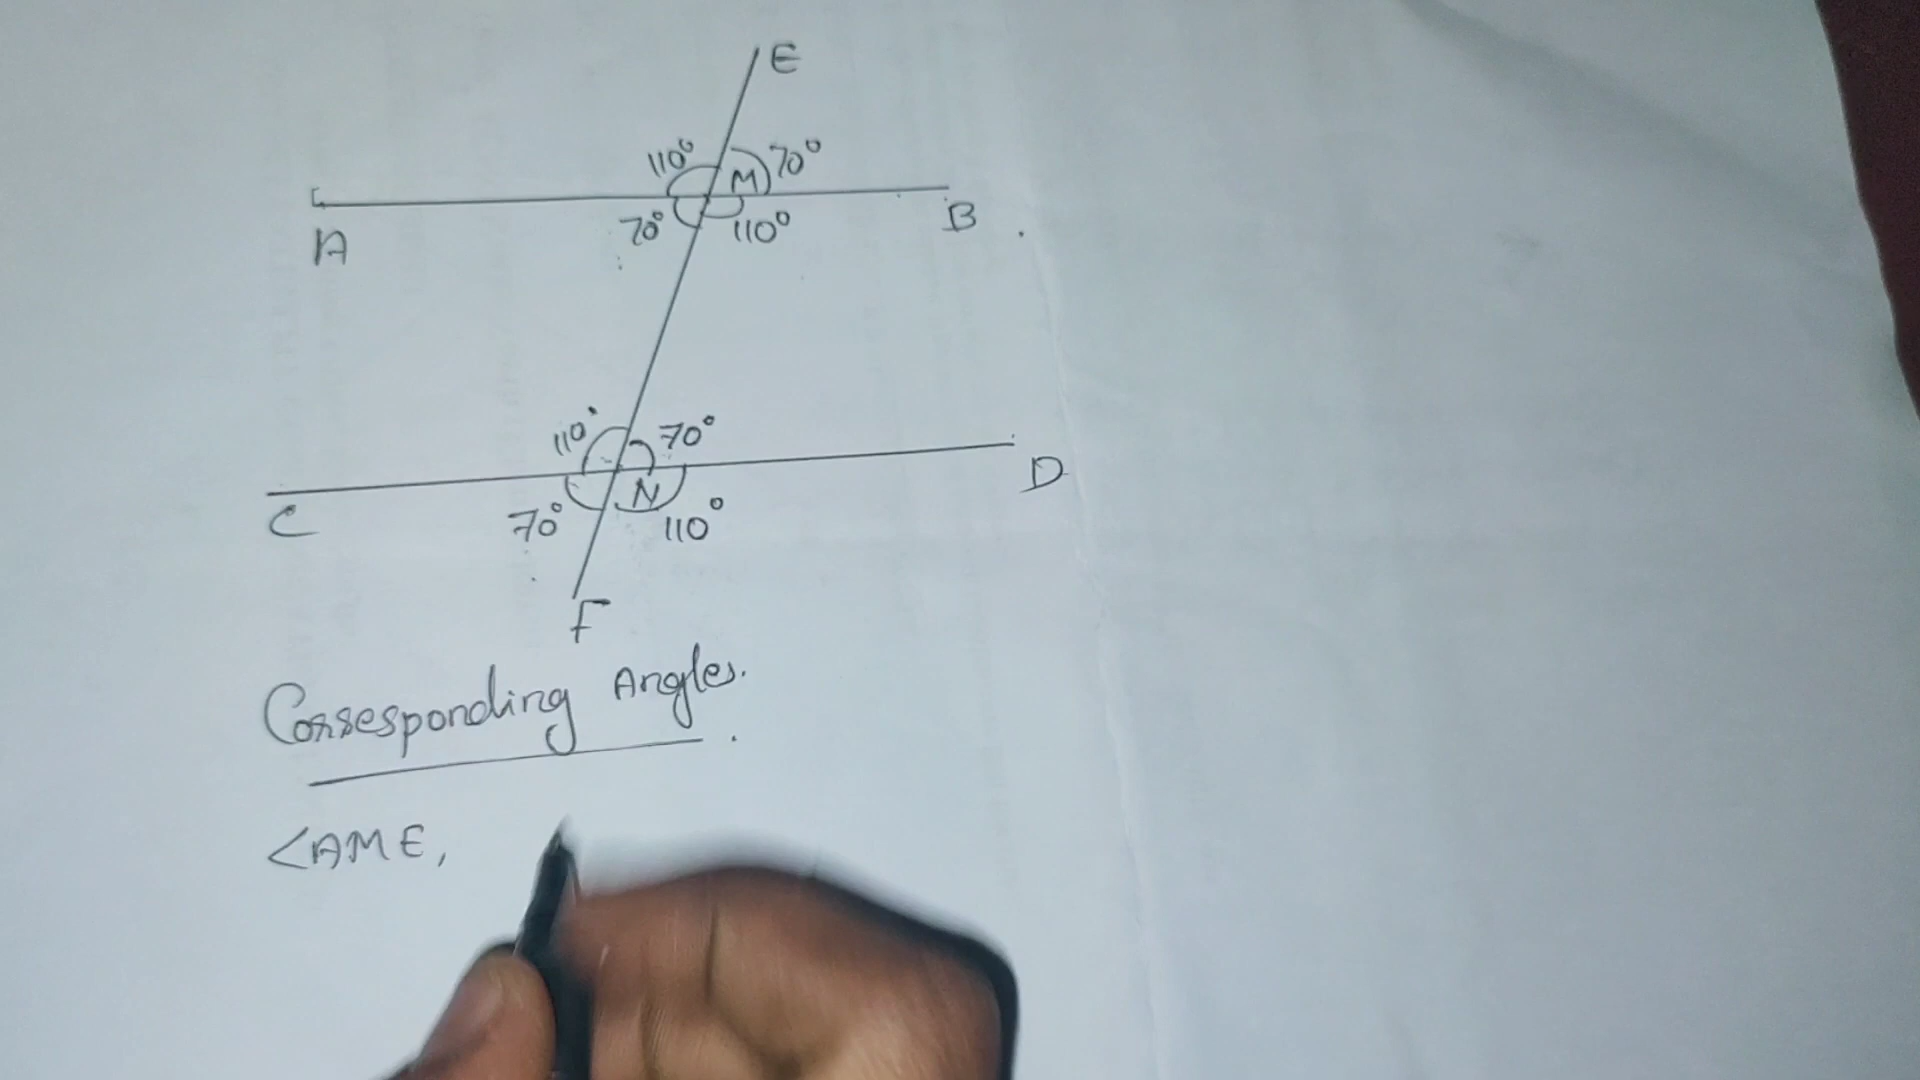 E
110° 70°
M
A 70° 110° B
110° 70°
C N D
70° 110°
F
Corresponding Angles.
<AME,